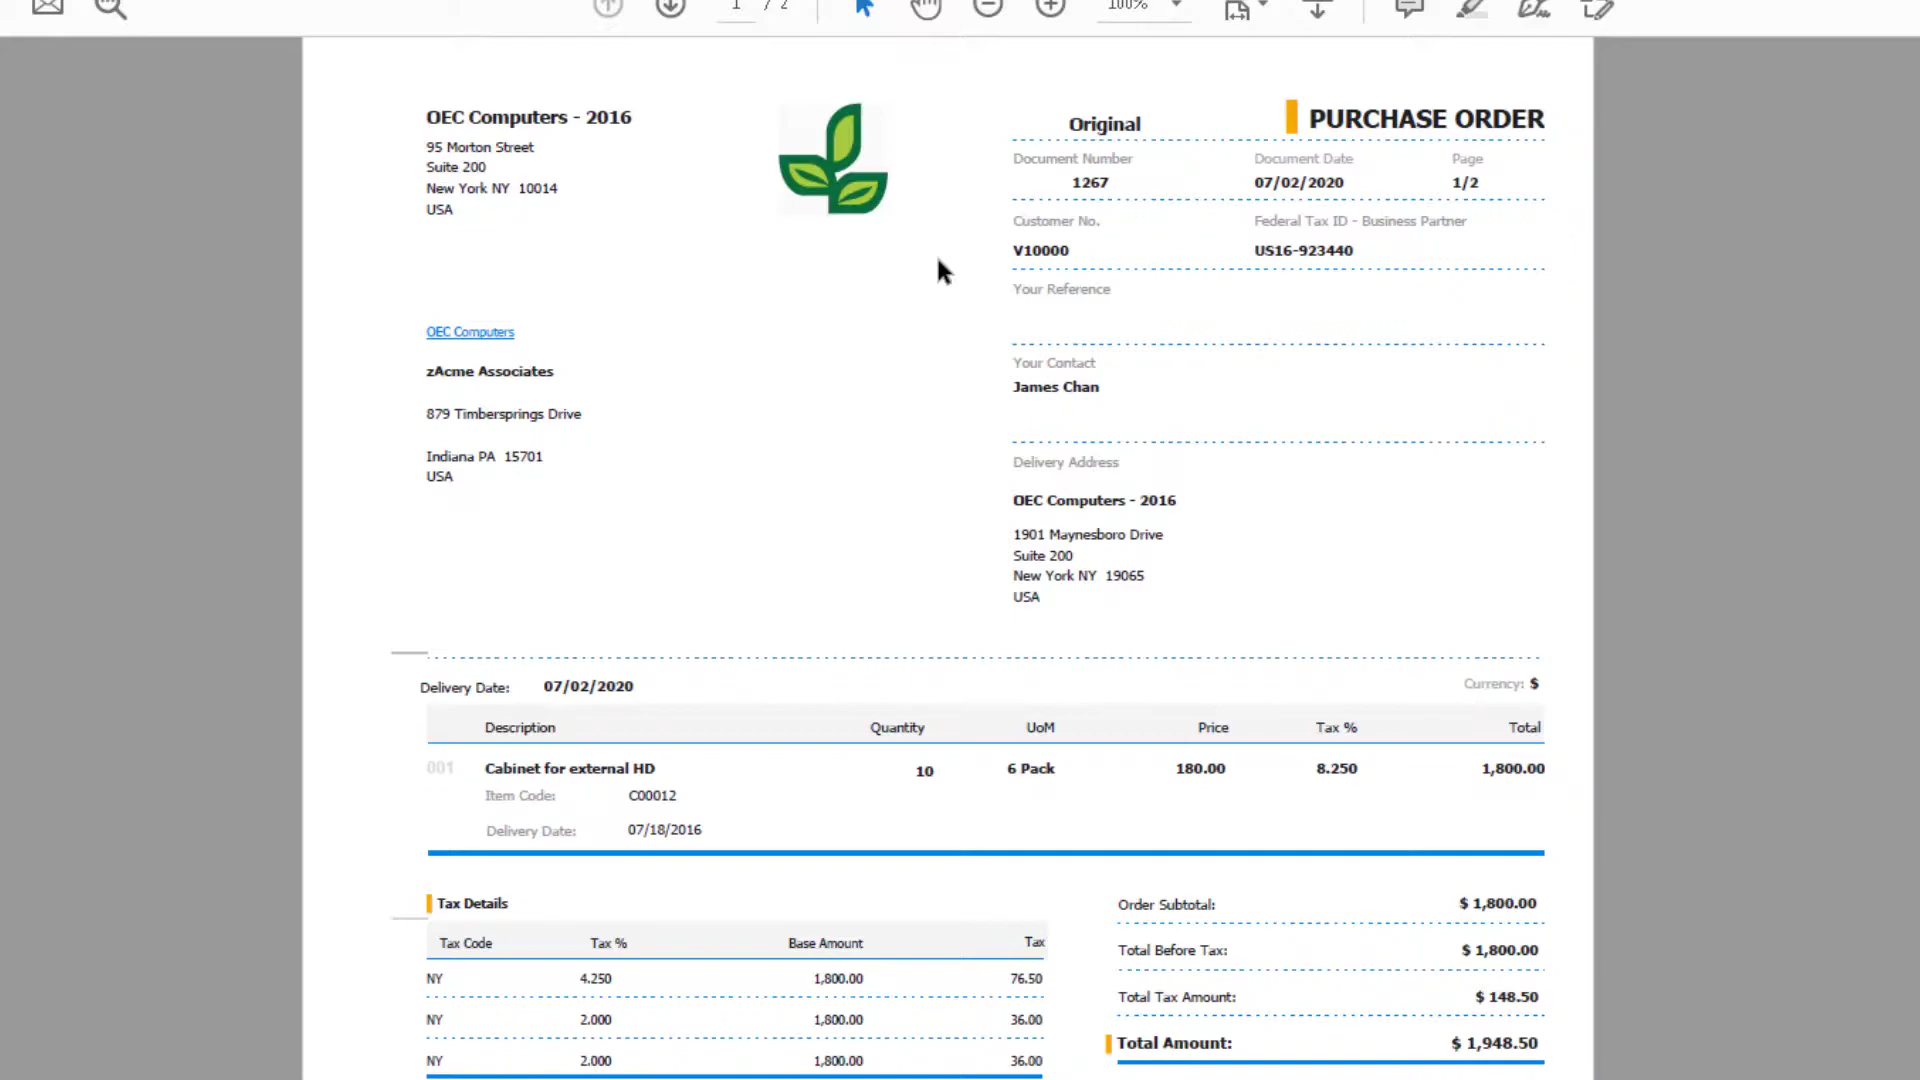 1 / 2
100%
OEC Computers - 2016
95 Morton Street
Suite 200
New York NY 10014
USA
Original
PURCHASE ORDER
Document Number Document Date Page
1267 07/02/2020 1/2
Customer No. Federal Tax ID - Business Partner
V10000 US16-923440
Your Reference
OEC Computers
zAcme Associates
879 Timbersprings Drive
Indiana PA 15701
USA
Your Contact
James Chan
Delivery Address
OEC Computers - 2016
1901 Maynesboro Drive
Suite 200
New York NY 19065
USA
Delivery Date: 07/02/2020 Currency: $
Description Quantity UoM Price Tax % Total
001 Cabinet for external HD 10 6 Pack 180.00 8.250 1,800.00
Item Code: C00012
Delivery Date: 07/18/2016
Tax Details
Tax Code Tax % Base Amount Tax
NY 4.250 1,800.00 76.50
NY 2.000 1,800.00 36.00
NY 2.000 1,800.00 36.00
Order Subtotal: $ 1,800.00
Total Before Tax: $ 1,800.00
Total Tax Amount: $ 148.50
Total Amount: $ 1,948.50